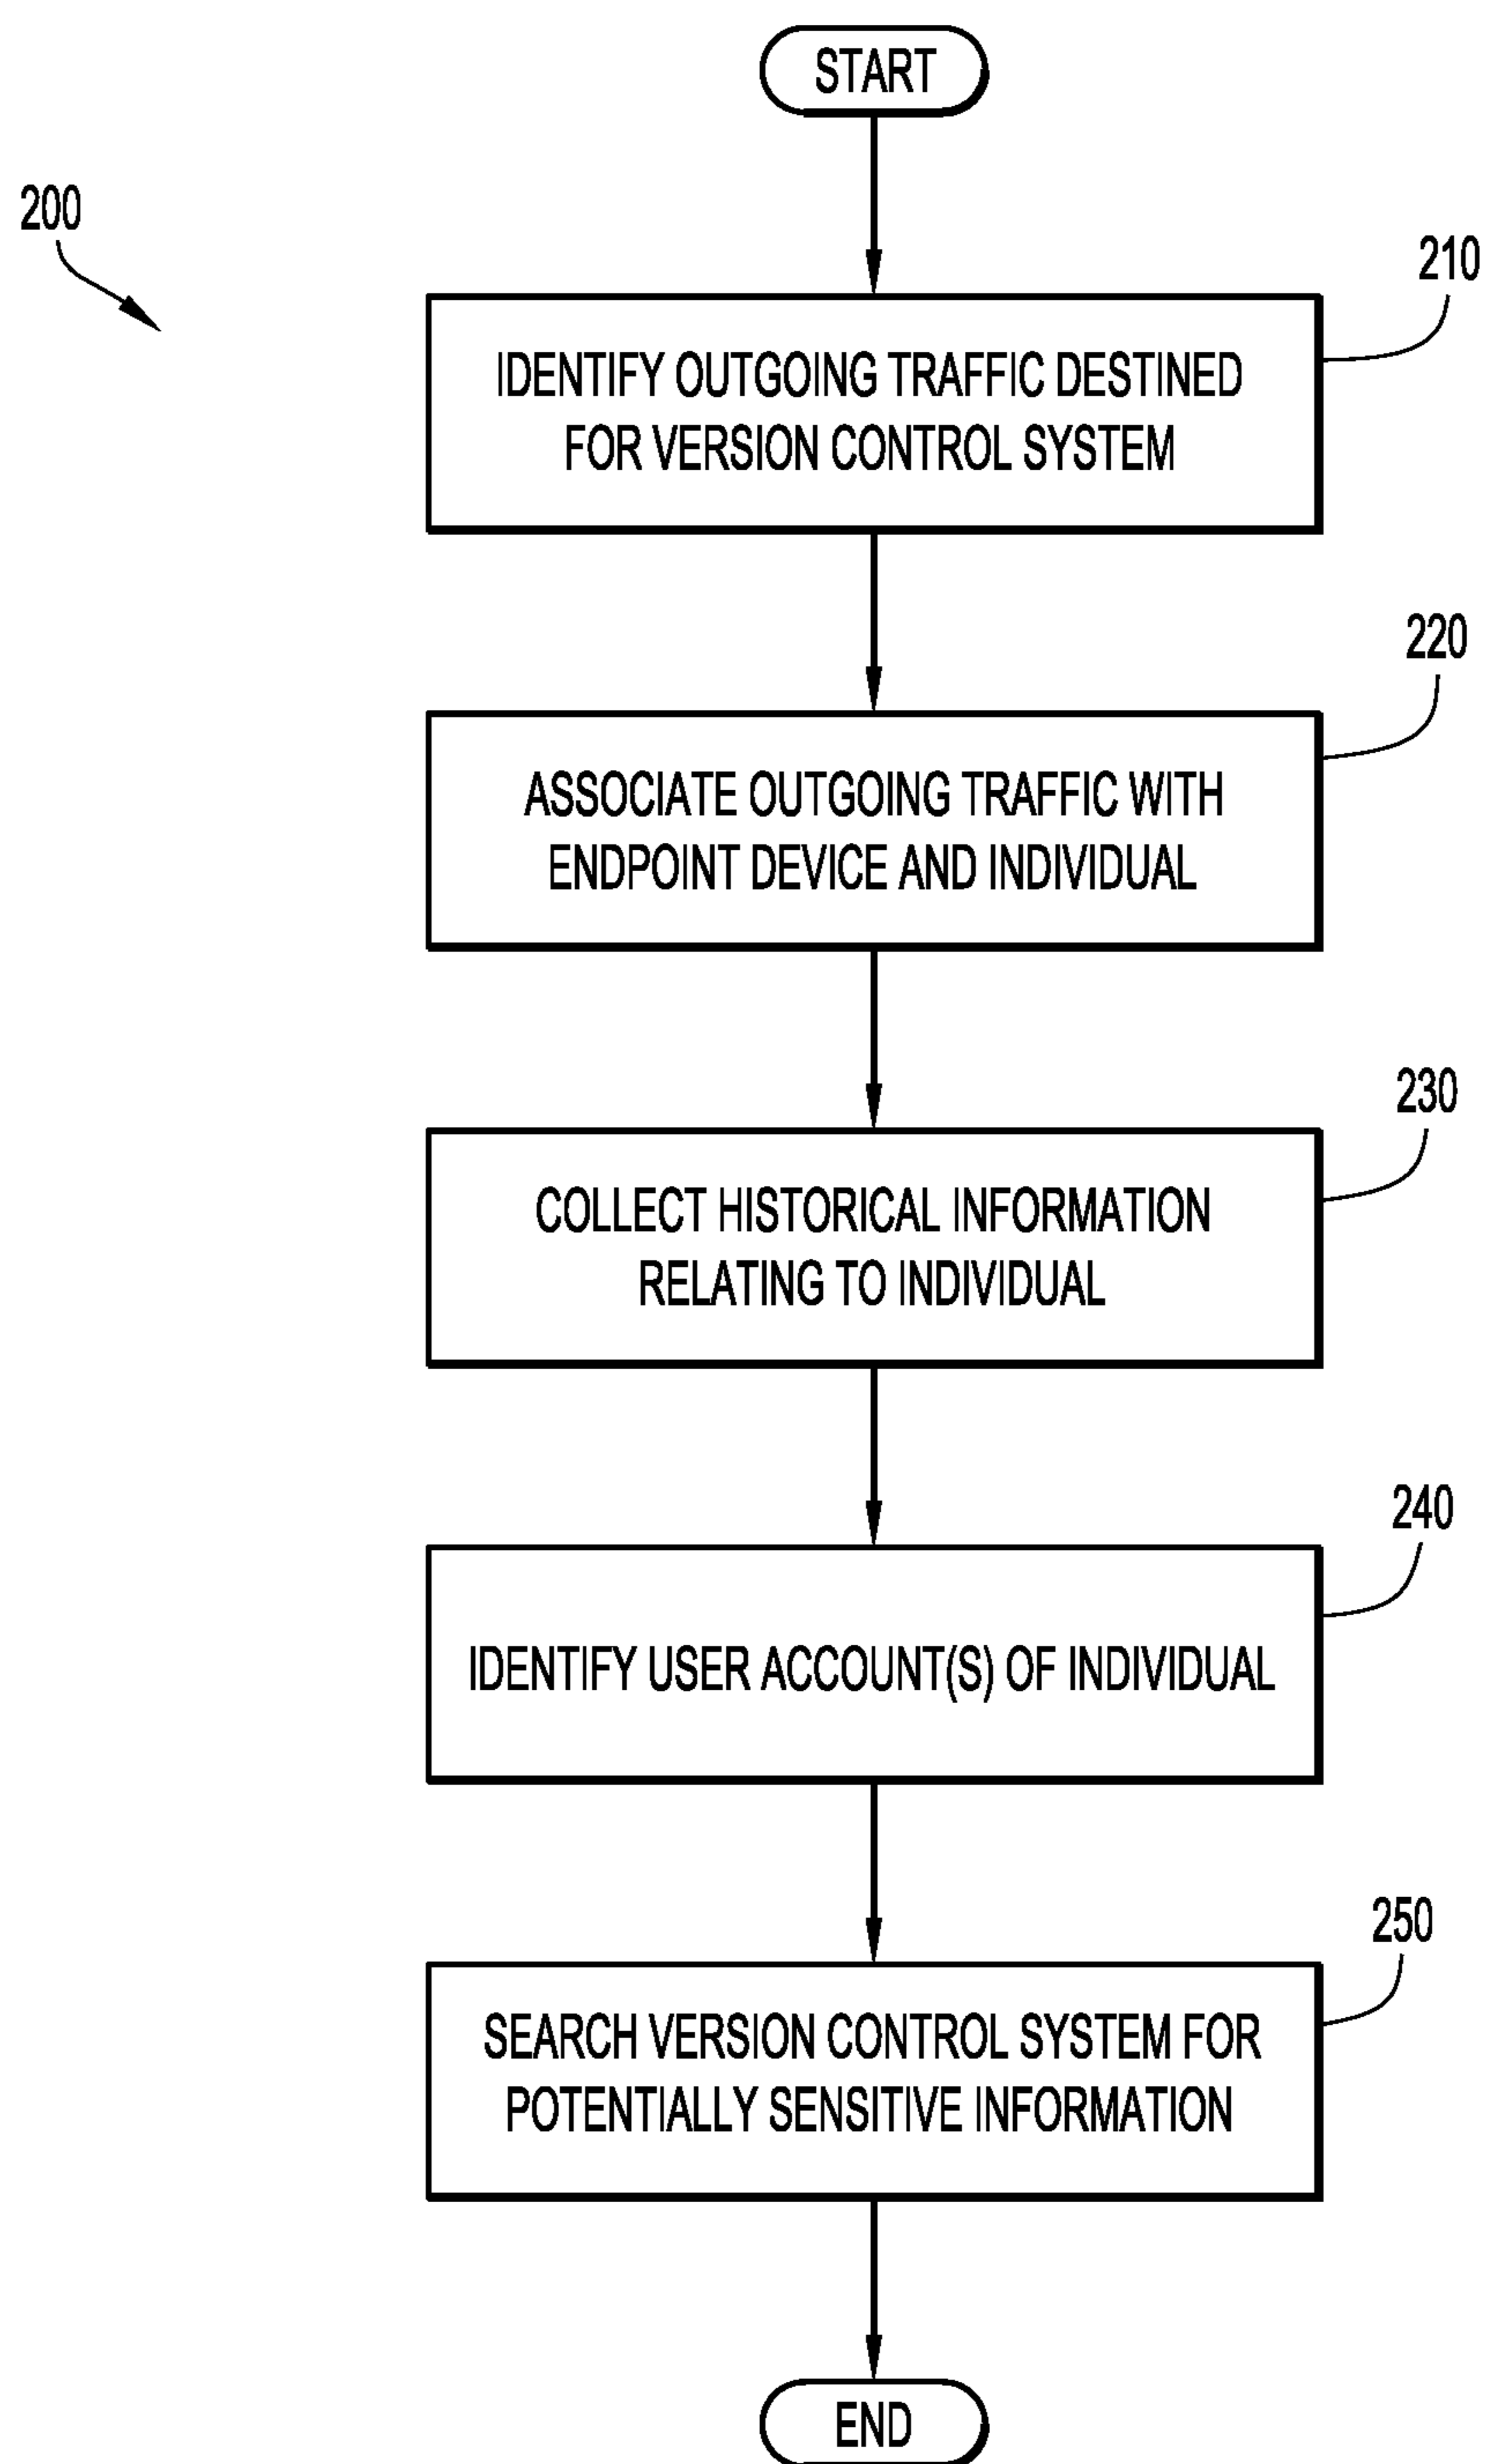 START
200
210
IDENTIFY OUTGOING TRAFFIC DESTINED
FOR VERSION CONTROL SYSTEM
220
ASSOCIATE OUTGOING TRAFFIC WITH
ENDPOINT DEVICE AND INDIVIDUAL
230
COLLECT HISTORICAL INFORMATION
RELATING TO INDIVIDUAL
240
IDENTIFY USER ACCOUNT(S) OF INDIVIDUAL
250
SEARCH VERSION CONTROL SYSTEM FOR
POTENTIALLY SENSITIVE INFORMATION
END